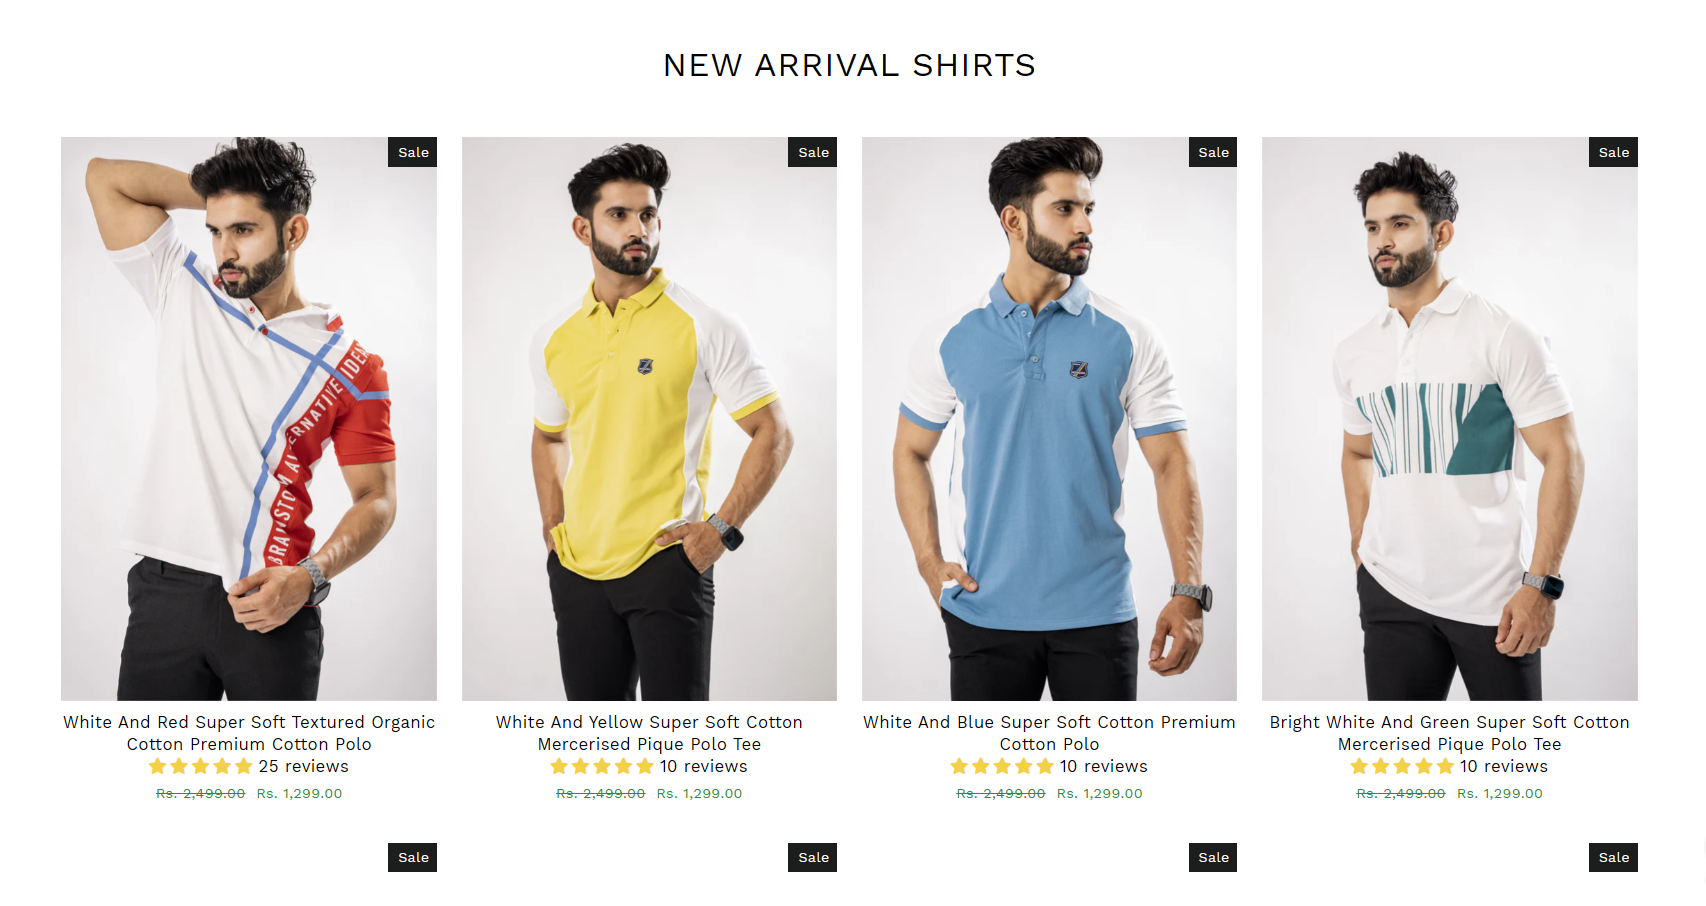 NEW ARRIVAL SHIRTS
Sale
Sale
Sale
Sale
BRAINSTOM ALTERNATIVE IDEA
White And Red Super Soft Textured Organic
Cotton Premium Cotton Polo
25 reviews
Rs. 2,499.00 Rs. 1,299.00
White And Yellow Super Soft Cotton
Mercerised Pique Polo Tee
10 reviews
Rs. 2,499.00 Rs. 1,299.00
White And Blue Super Soft Cotton Premium
Cotton Polo
10 reviews
Rs. 2,499.00 Rs. 1,299.00
Bright White And Green Super Soft Cotton
Mercerised Pique Polo Tee
10 reviews
Rs. 2,499.00 Rs. 1,299.00
Sale
Sale
Sale
Sale